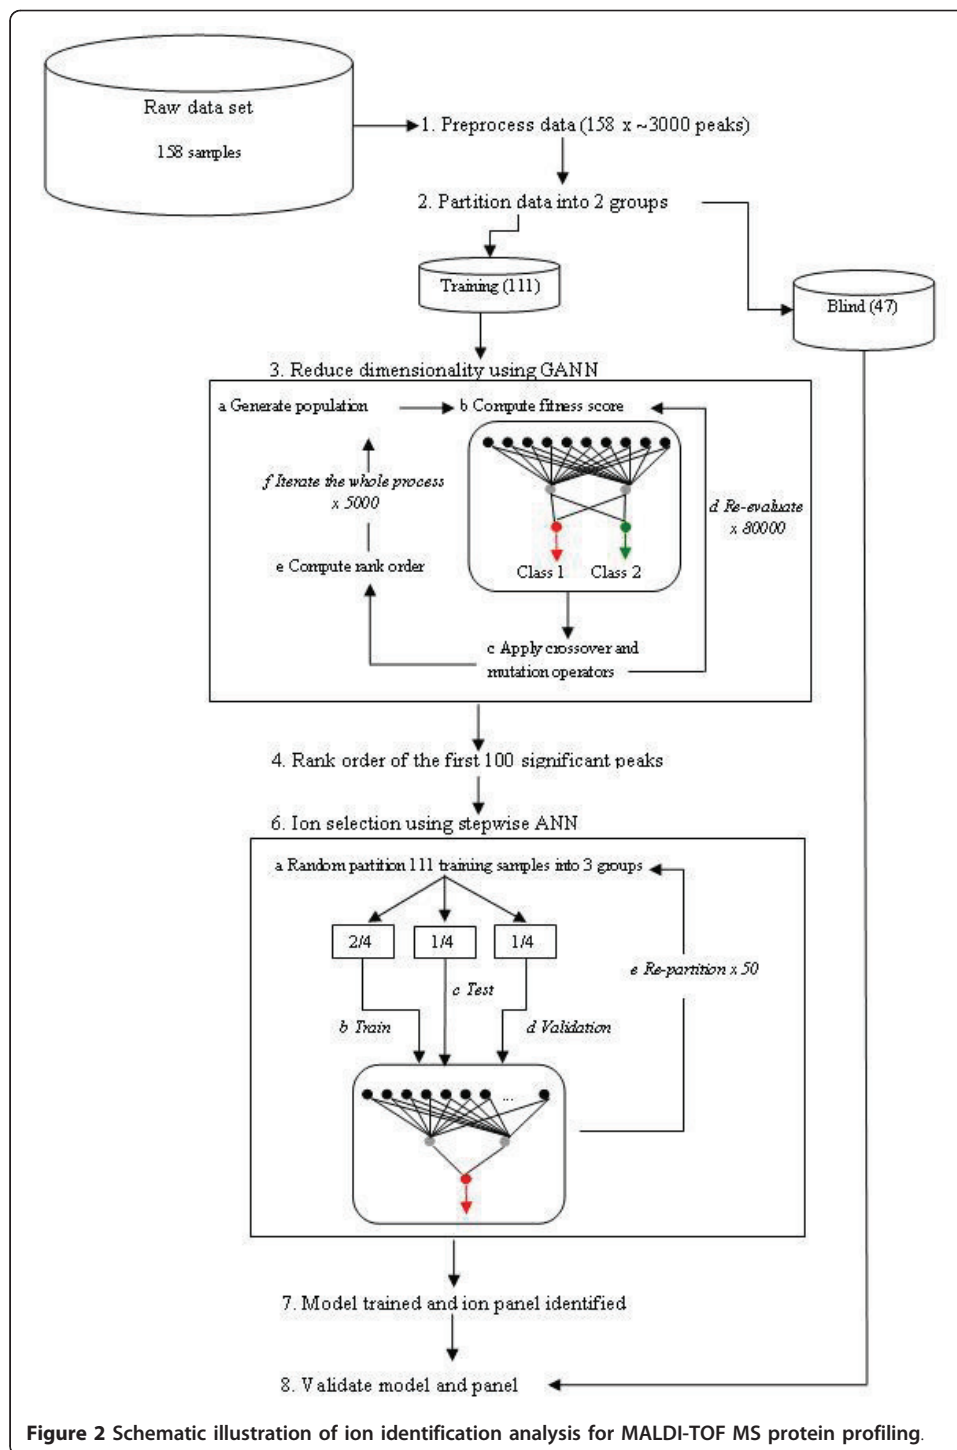 Raw data set
158 samples
1. Preprocess data (158 x ~3000 peaks)
2. Partition data into 2 groups
Training (111)
Blind (47)
3. Reduce dimensionality using GANN
a Generate population
b Compute fitness score
f Iterate the whole process
x 5000
d Re-evaluate
x 80000
e Compute rank order
Class 1
Class 2
c Apply crossover and
mutation operators
4. Rank order of the first 100 significant peaks
6. Ion selection using stepwise ANN
a Random partition 111 training samples into 3 groups
2/4
1/4
1/4
e Re-partition x 50
c Test
b Train
d Validation
...
7. Model trained and ion panel identified
8. Validate model and panel
Figure 2 Schematic illustration of ion identification analysis for MALDI-TOF MS protein profiling.